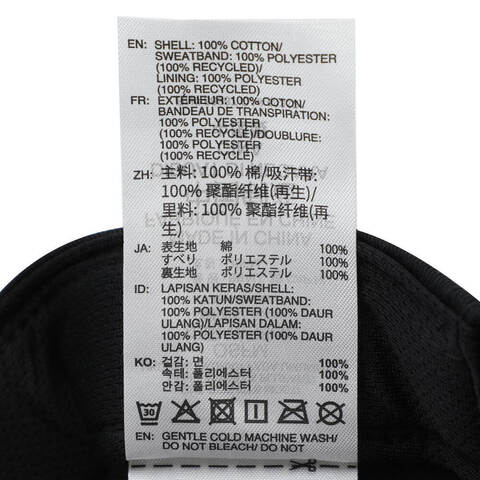 EN: SHELL: 100% COTTON/
SWEATBAND: 100% POLYESTER
(100% RECYCLED)/
LINING: 100% POLYESTER
(100% RECYCLED)
FR: EXTÉRIEUR: 100% COTON/
BANDEAU DE TRANSPIRATION:
100% POLYESTER
(100% RECYCLÉ)/DOUBLURE:
100% POLYESTER
(100% RECYCLÉ)
ZH: 主料: 100% 棉/吸汗带:
100% 聚酯纤维(再生)/
里料: 100% 聚酯纤维(再
生)
JA: 表生地 綿 100%
すべり ポリエステル 100%
裏生地 ポリエステル 100%
ID: LAPISAN KERAS/SHELL:
100% KATUN/SWEATBAND:
100% POLYESTER (100% DAUR
ULANG)/LAPISAN DALAM:
100% POLYESTER (100% DAUR
ULANG)
KO: 겉감: 면 100%
속테: 폴리에스터 100%
안감: 폴리에스터 100%
30
EN: GENTLE COLD MACHINE WASH/
DO NOT BLEACH/ DO NOT